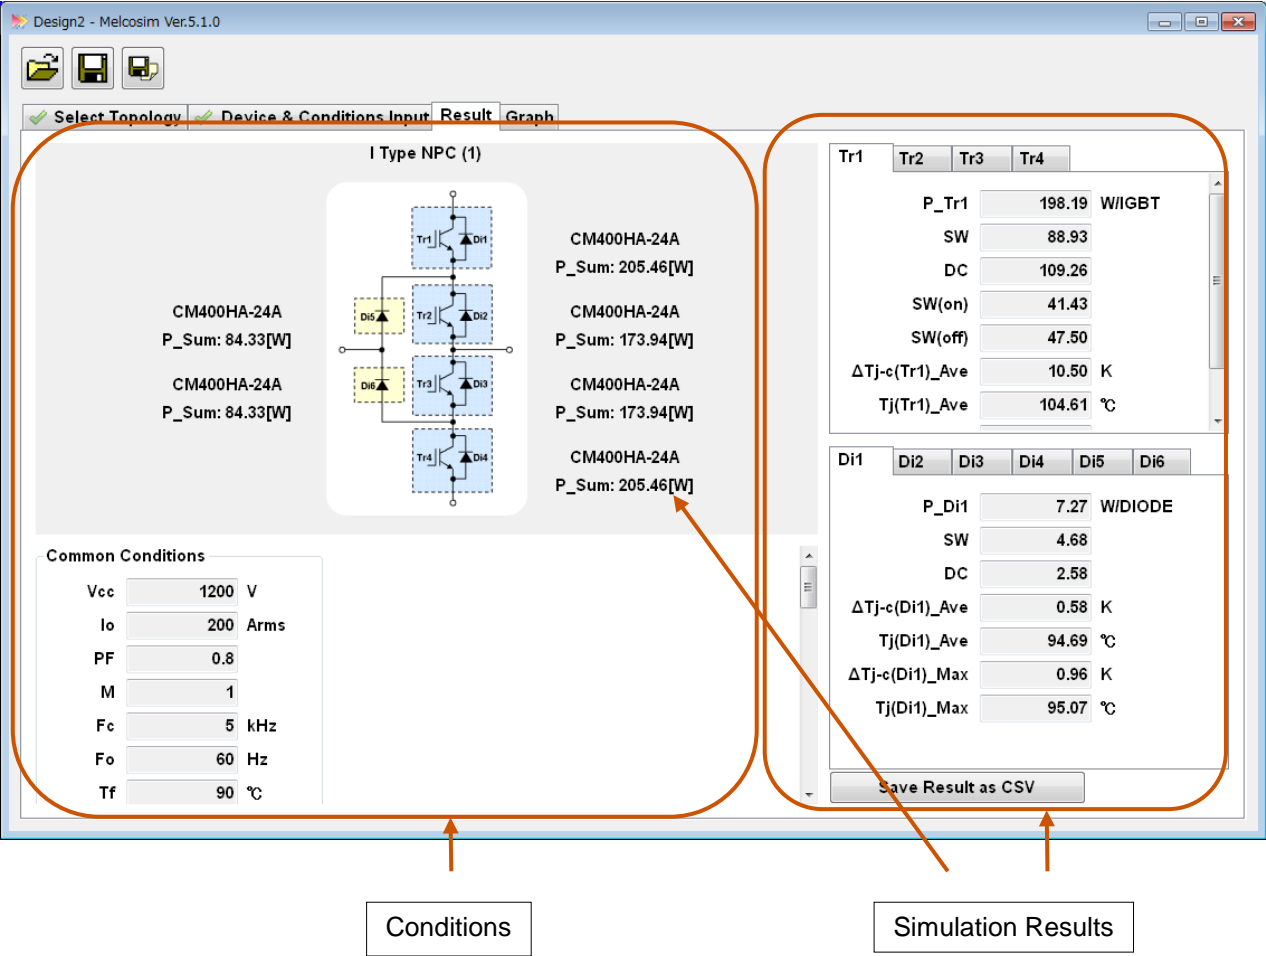 Design2 - Melcosim Ver.5.1.0
Select Topology Device & Conditions Input Result Graph
I Type NPC (1)
Tr1 Di1
CM400HA-24A
P_Sum: 205.46[W]
CM400HA-24A
P_Sum: 84.33[W]
Di5 Tr2 Di2
CM400HA-24A
P_Sum: 173.94[W]
CM400HA-24A
P_Sum: 84.33[W]
Di6 Tr3 Di3
CM400HA-24A
P_Sum: 173.94[W]
Tr4 Di4
CM400HA-24A
P_Sum: 205.46[W]
Common Conditions
Vcc 1200 V
Io 200 Arms
PF 0.8
M 1
Fc 5 kHz
Fo 60 Hz
Tf 90 ℃
Tr1 Tr2 Tr3 Tr4
P_Tr1 198.19 W/IGBT
SW 88.93
DC 109.26
SW(on) 41.43
SW(off) 47.50
ΔTj-c(Tr1)_Ave 10.50 K
Tj(Tr1)_Ave 104.61 ℃
Di1 Di2 Di3 Di4 Di5 Di6
P_Di1 7.27 W/DIODE
SW 4.68
DC 2.58
ΔTj-c(Di1)_Ave 0.58 K
Tj(Di1)_Ave 94.69 ℃
ΔTj-c(Di1)_Max 0.96 K
Tj(Di1)_Max 95.07 ℃
Save Result as CSV
Conditions
Simulation Results